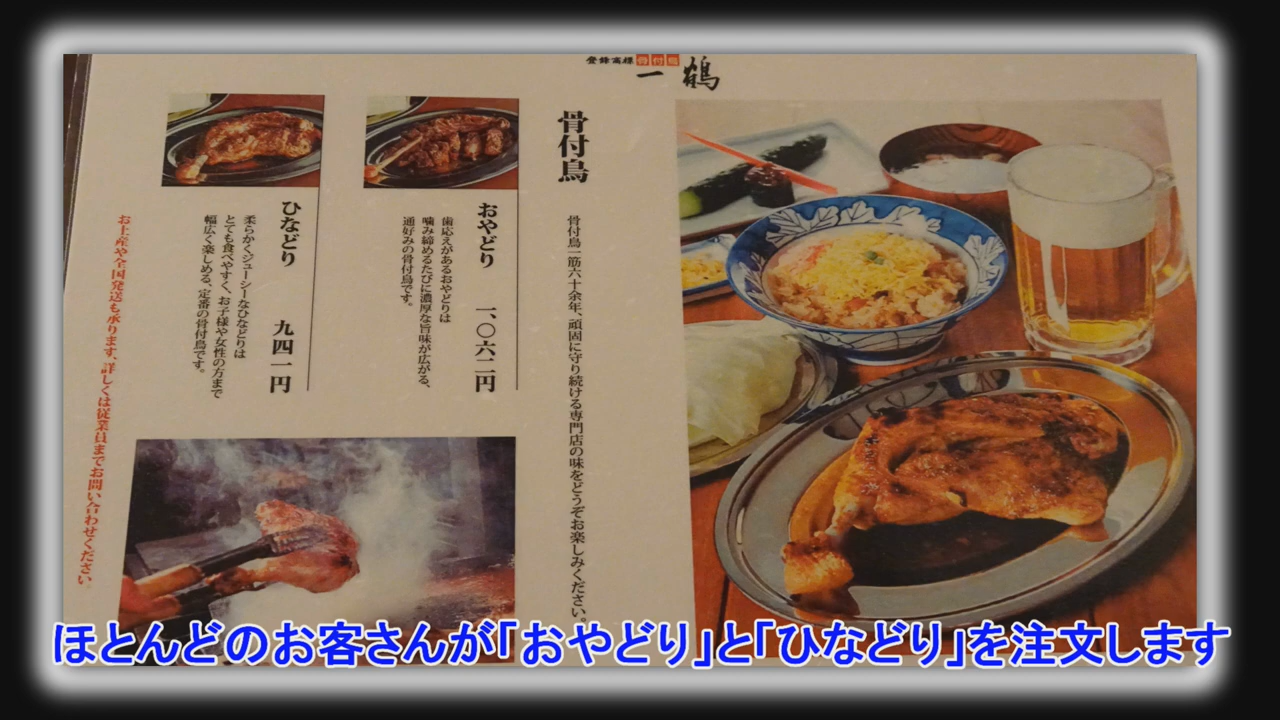 登録商標 骨付鳥
一鶴
骨付鳥
骨付鳥一筋六十余年、頑固に守り続ける専門店の味をどうぞお楽しみください。
おやどり 一、〇六二円
歯応えがあるおやどりは
噛み締めるたびに濃厚な旨味が広がる、
通好みの骨付鳥です。
ひなどり 九四一円
柔らかくジューシーなひなどりは
とても食べやすく、お子様や女性の方まで
幅広く楽しめる、定番の骨付鳥です。
お土産や全国発送も承ります、詳しくは従業員までお問い合わせください。
ほとんどのお客さんが「おやどり」と「ひなどり」を注文します